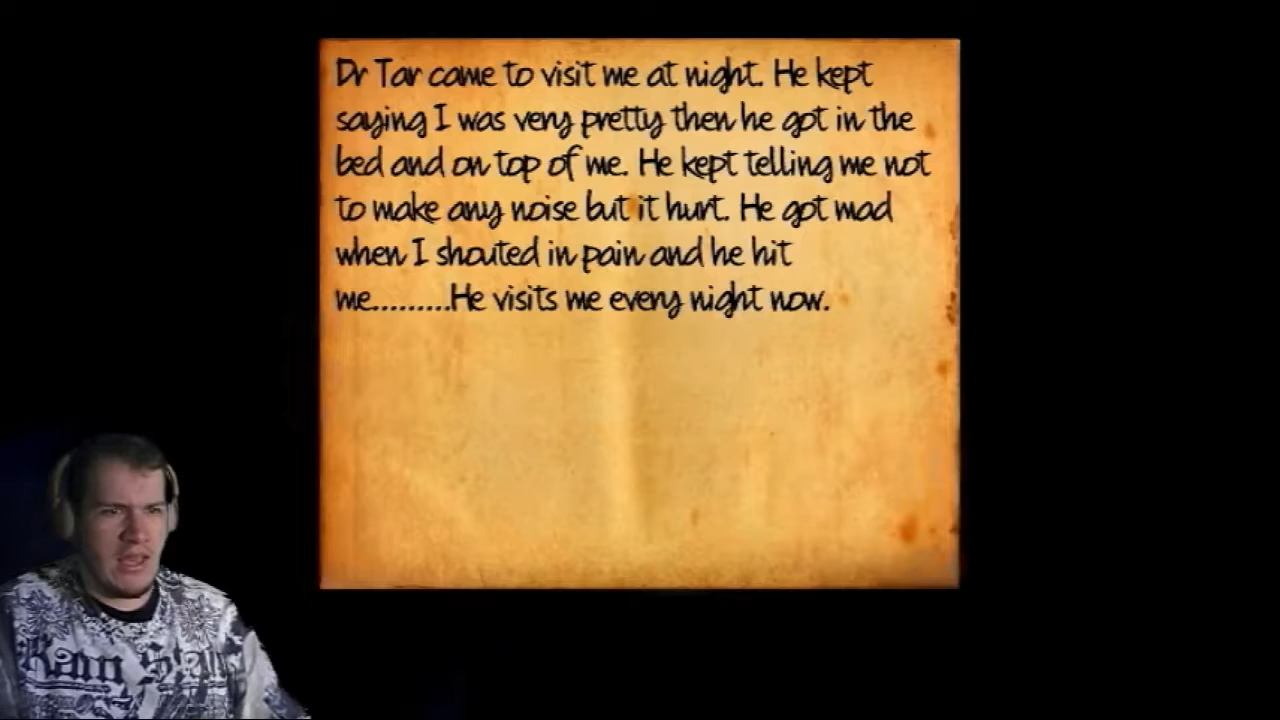 Dr Tar came to visit me at night. He kept
saying I was very pretty then he got in the
bed and on top of me. He kept telling me not
to make any noise but it hurt. He got mad
when I shouted in pain and he hit
me.........He visits me every night now.